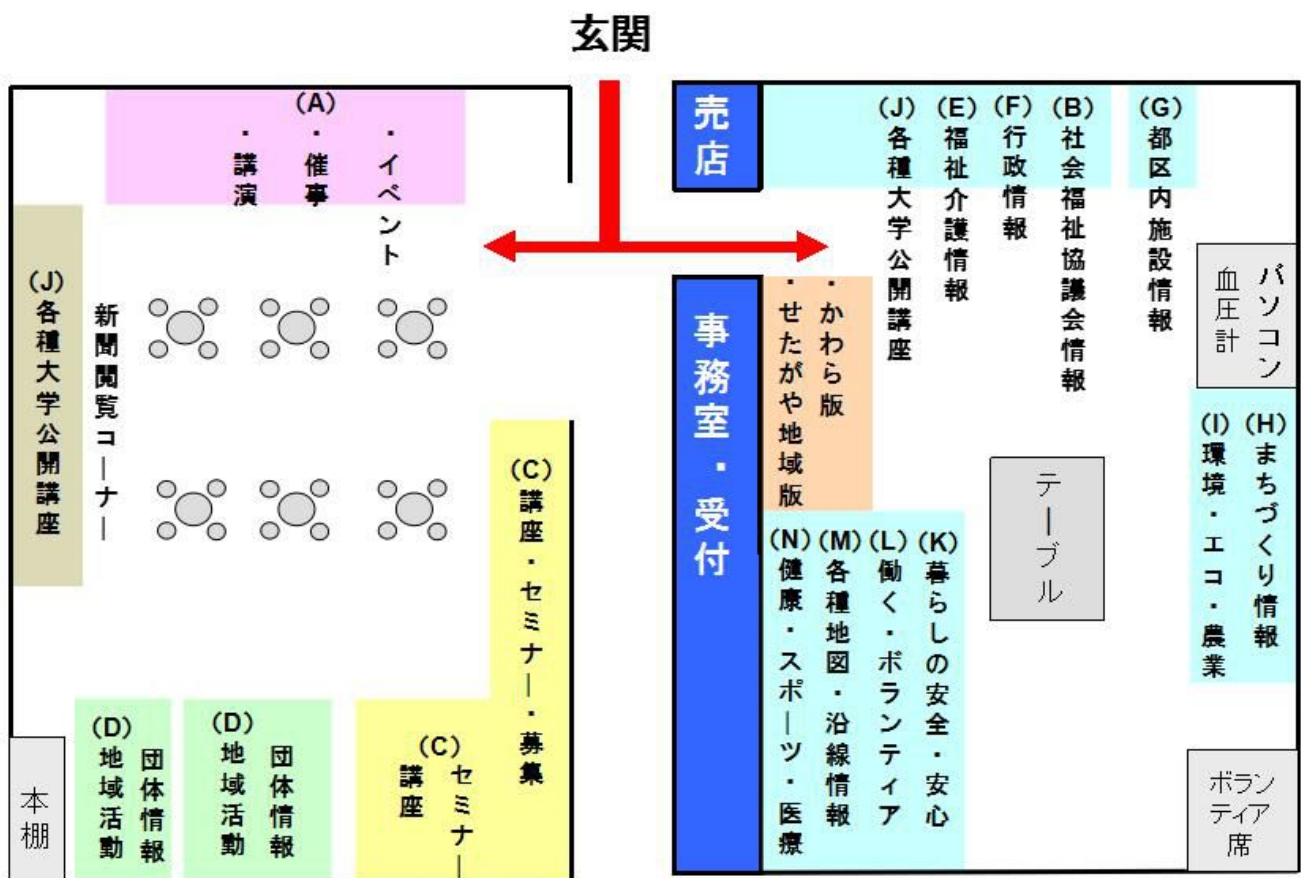 玄関
(A)
・イベント
・催事
・講演
(J)各種大学公開講座
新聞閲覧コーナー
(C)講座・セミナー・募集
(C)
セミナー
講座
(D)
団体情報
地域活動
(D)
団体情報
地域活動
本棚
売店
事務室・受付
(G)都区内施設情報
(B)社会福祉協議会情報
(F)行政情報
(E)福祉介護情報
(J)各種大学公開講座
・かわら版
・せたがや地域版
パソコン
血圧計
(H)まちづくり情報
(I)環境・エコ・農業
テーブル
(K)暮らしの安全・安心
(L)働く・ボランティア
(M)各種地図・沿線情報
(N)健康・スポーツ・医療
ボラン
ティア
席